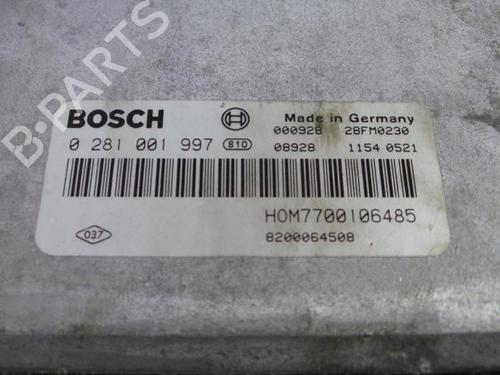 BOSCH
Made in Germany
000928 28FM0230
0 281 001 997 810
08928 1154 0521
HOM7700106485
037
8200064508
B PARTS